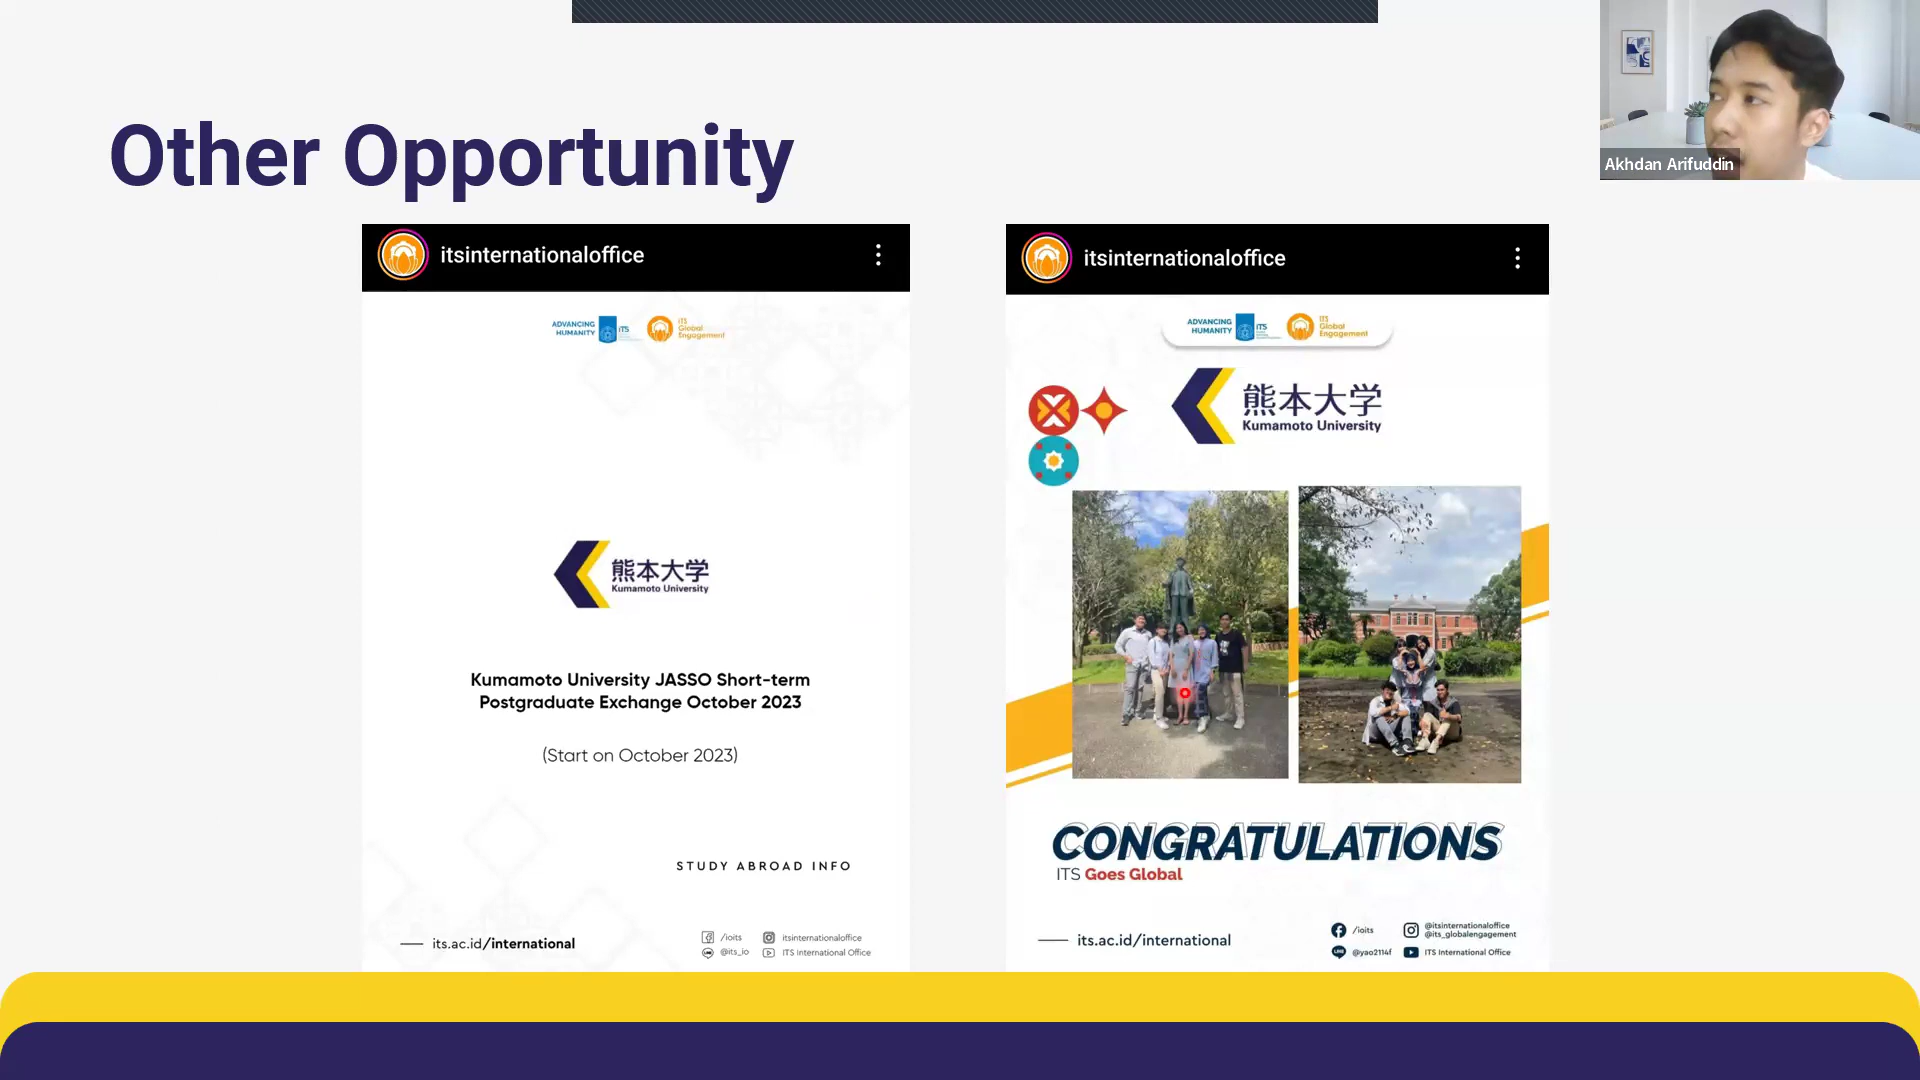 Other Opportunity
Akhdan Arifuddin
itsinternationaloffice
ADVANCING
HUMANITY
ITS
ITS
Global
Engagement
熊本大学
Kumamoto University
Kumamoto University JASSO Short-term
Postgraduate Exchange October 2023
(Start on October 2023)
STUDY ABROAD INFO
its.ac.id/international
/ioits
itsinternationaloffice
@its_io
ITS International Office
itsinternationaloffice
ADVANCING
HUMANITY
ITS
ITS
Global
Engagement
熊本大学
Kumamoto University
CONGRATULATIONS
ITS Goes Global
its.ac.id/international
/ioits
@itsinternationaloffice
@its_globalengagement
@yao2114f
ITS International Office